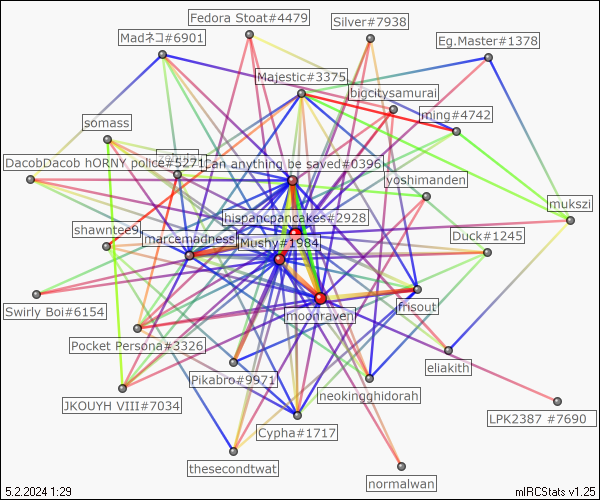 Fedora Stoat#4479
Silver#7938
Madネコ#6901
Eg.Master#1378
Majestic#3375
bigcitysamurai
ming#4742
somass
DacobDacob hORNY police#5271
Can anything be saved#0396
yoshimanden
mukszi
hispancpancakes#2928
shawntee9
marcemadness
Mushy#1984
Duck#1245
Swirly Boi#6154
moonraven
frisout
Pocket Persona#3326
eliakith
Pikabro#9971
neokingghidorah
JKOUYH VIII#7034
LPK2387 #7690
Cypha#1717
thesecondtwat
normalwan
5.2.2024 1:29
mIRCStats v1.25